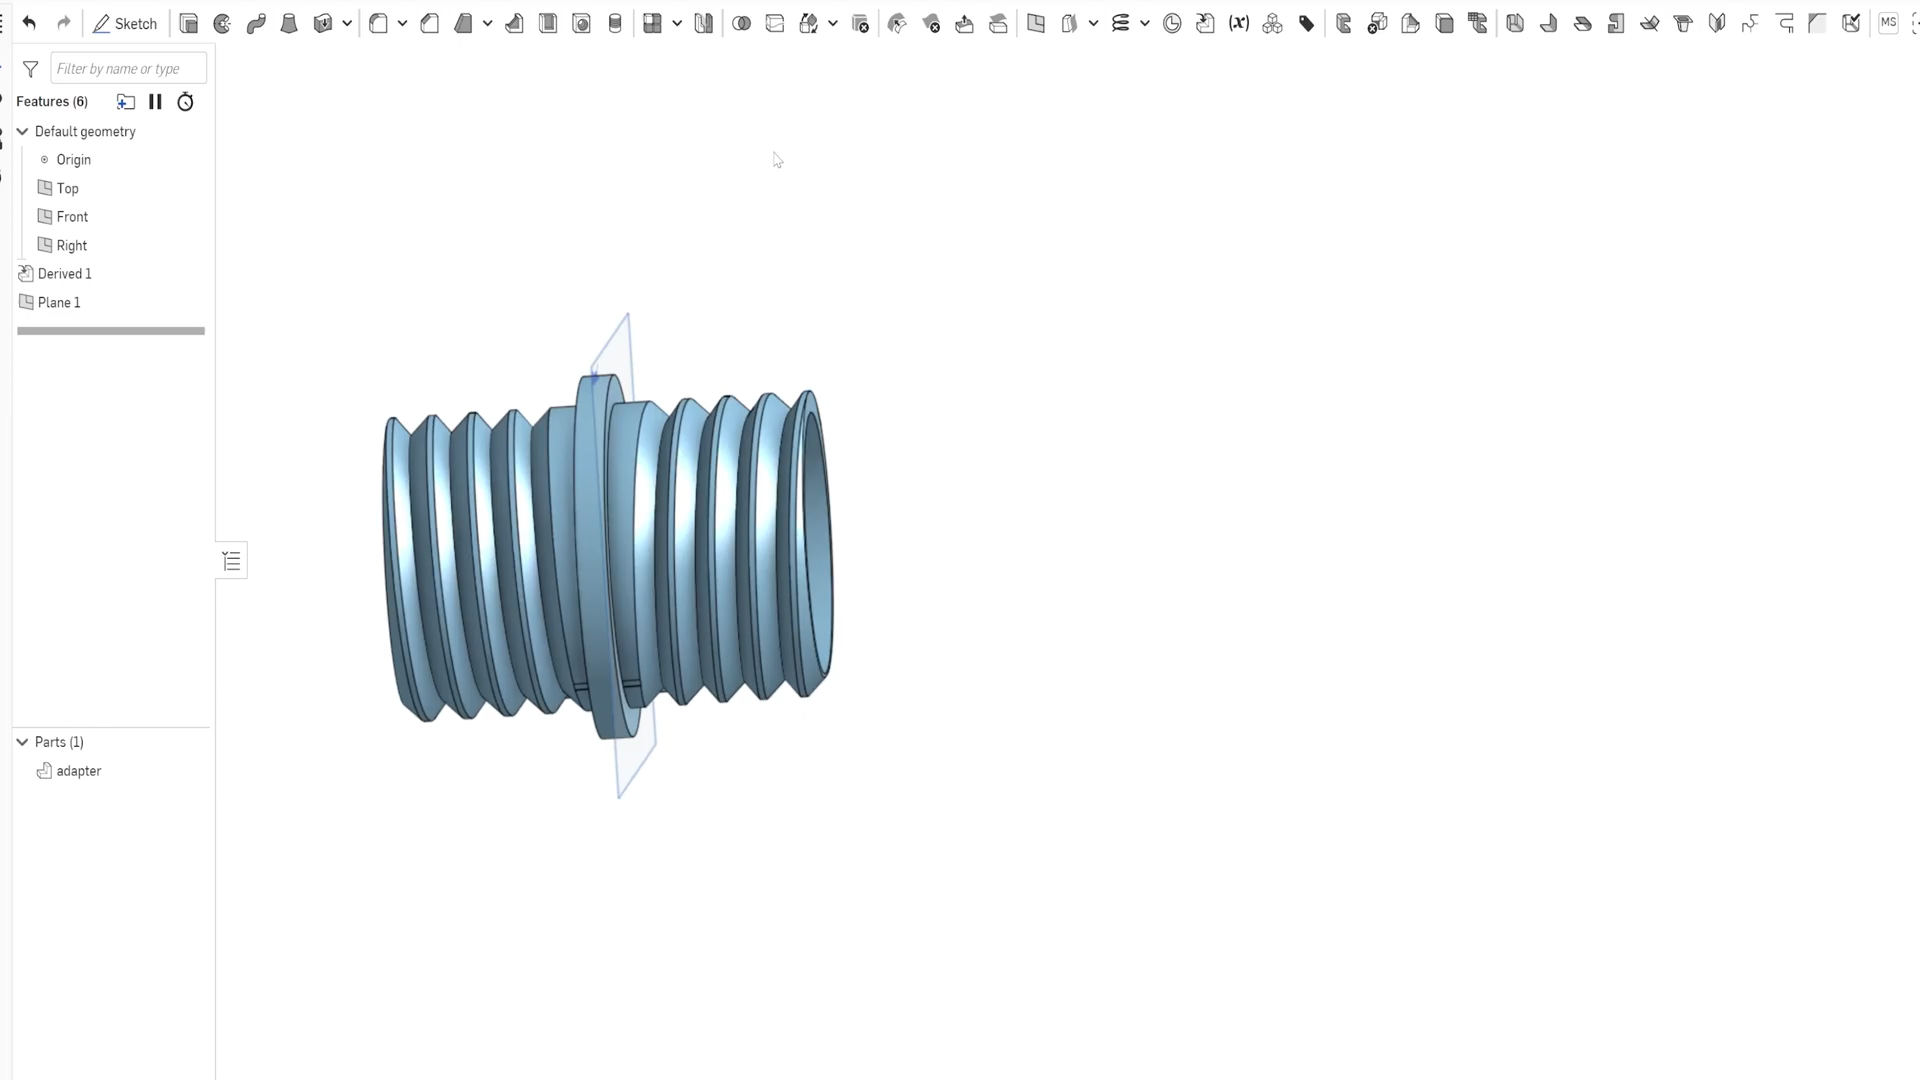 Sketch
(x)
MS
Filter by name or type
Features (6)
Default geometry
Origin
Top
Front
Right
Derived 1
Plane 1
Parts (1)
adapter